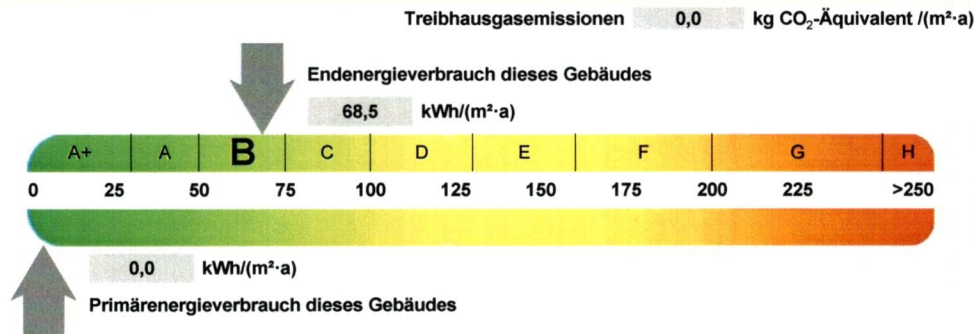 Treibhausgasemissionen 0,0 kg CO₂-Äquivalent /(m²·a)
Endenergieverbrauch dieses Gebäudes
68,5 kWh/(m²·a)
A+ A B C D E F G H
0 25 50 75 100 125 150 175 200 225 >250
0,0 kWh/(m²·a)
Primärenergieverbrauch dieses Gebäudes